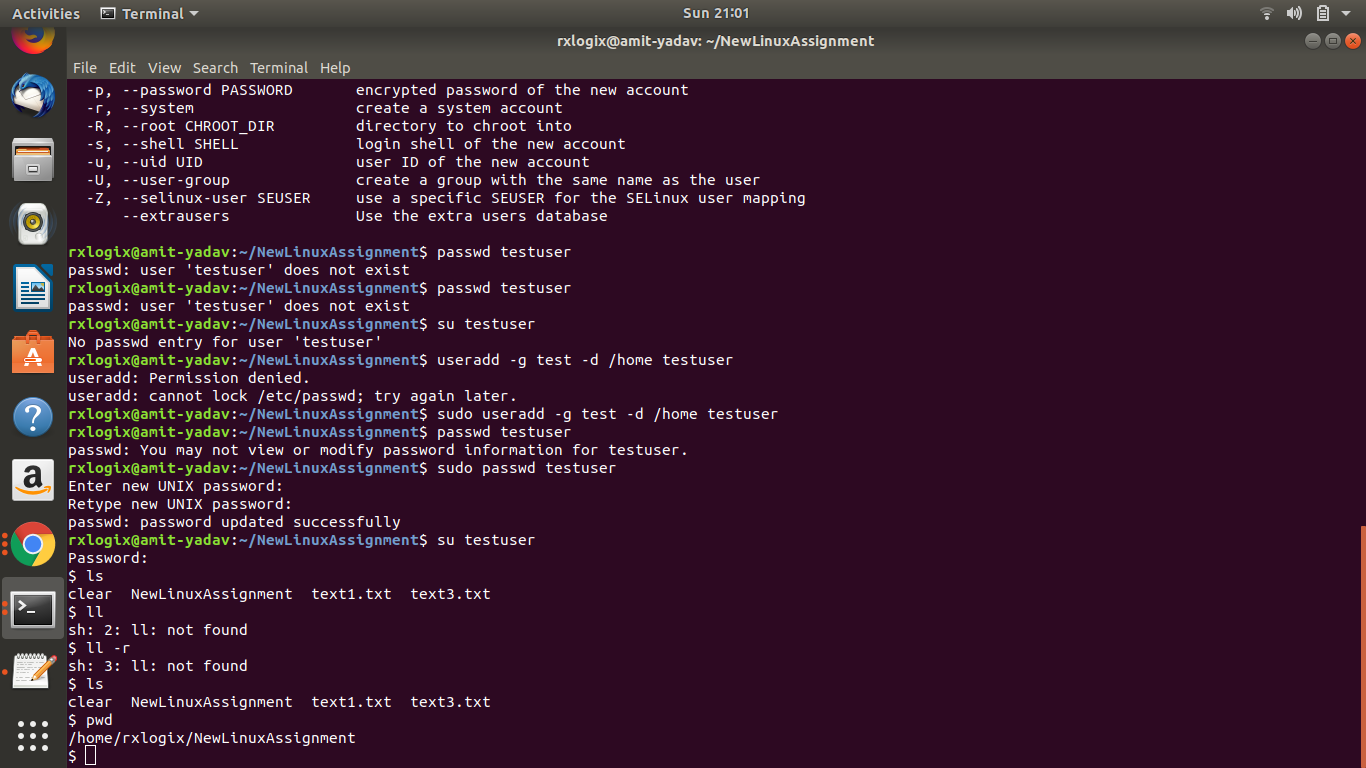 Activities Terminal Sun 21:01
rxlogix@amit-yadav: ~/NewLinuxAssignment
File Edit View Search Terminal Help
  -p, --password PASSWORD       encrypted password of the new account
  -r, --system                  create a system account
  -R, --root CHROOT_DIR         directory to chroot into
  -s, --shell SHELL             login shell of the new account
  -u, --uid UID                 user ID of the new account
  -U, --user-group              create a group with the same name as the user
  -Z, --selinux-user SEUSER     use a specific SEUSER for the SELinux user mapping
      --extrausers              Use the extra users database
rxlogix@amit-yadav:~/NewLinuxAssignment$ passwd testuser
passwd: user 'testuser' does not exist
rxlogix@amit-yadav:~/NewLinuxAssignment$ passwd testuser
passwd: user 'testuser' does not exist
rxlogix@amit-yadav:~/NewLinuxAssignment$ su testuser
No passwd entry for user 'testuser'
rxlogix@amit-yadav:~/NewLinuxAssignment$ useradd -g test -d /home testuser
useradd: Permission denied.
useradd: cannot lock /etc/passwd; try again later.
rxlogix@amit-yadav:~/NewLinuxAssignment$ sudo useradd -g test -d /home testuser
rxlogix@amit-yadav:~/NewLinuxAssignment$ passwd testuser
passwd: You may not view or modify password information for testuser.
rxlogix@amit-yadav:~/NewLinuxAssignment$ sudo passwd testuser
Enter new UNIX password:
Retype new UNIX password:
passwd: password updated successfully
rxlogix@amit-yadav:~/NewLinuxAssignment$ su testuser
Password:
$ ls
clear  NewLinuxAssignment  text1.txt  text3.txt
$ ll
sh: 2: ll: not found
$ ll -r
sh: 3: ll: not found
$ ls
clear  NewLinuxAssignment  text1.txt  text3.txt
$ pwd
/home/rxlogix/NewLinuxAssignment
$